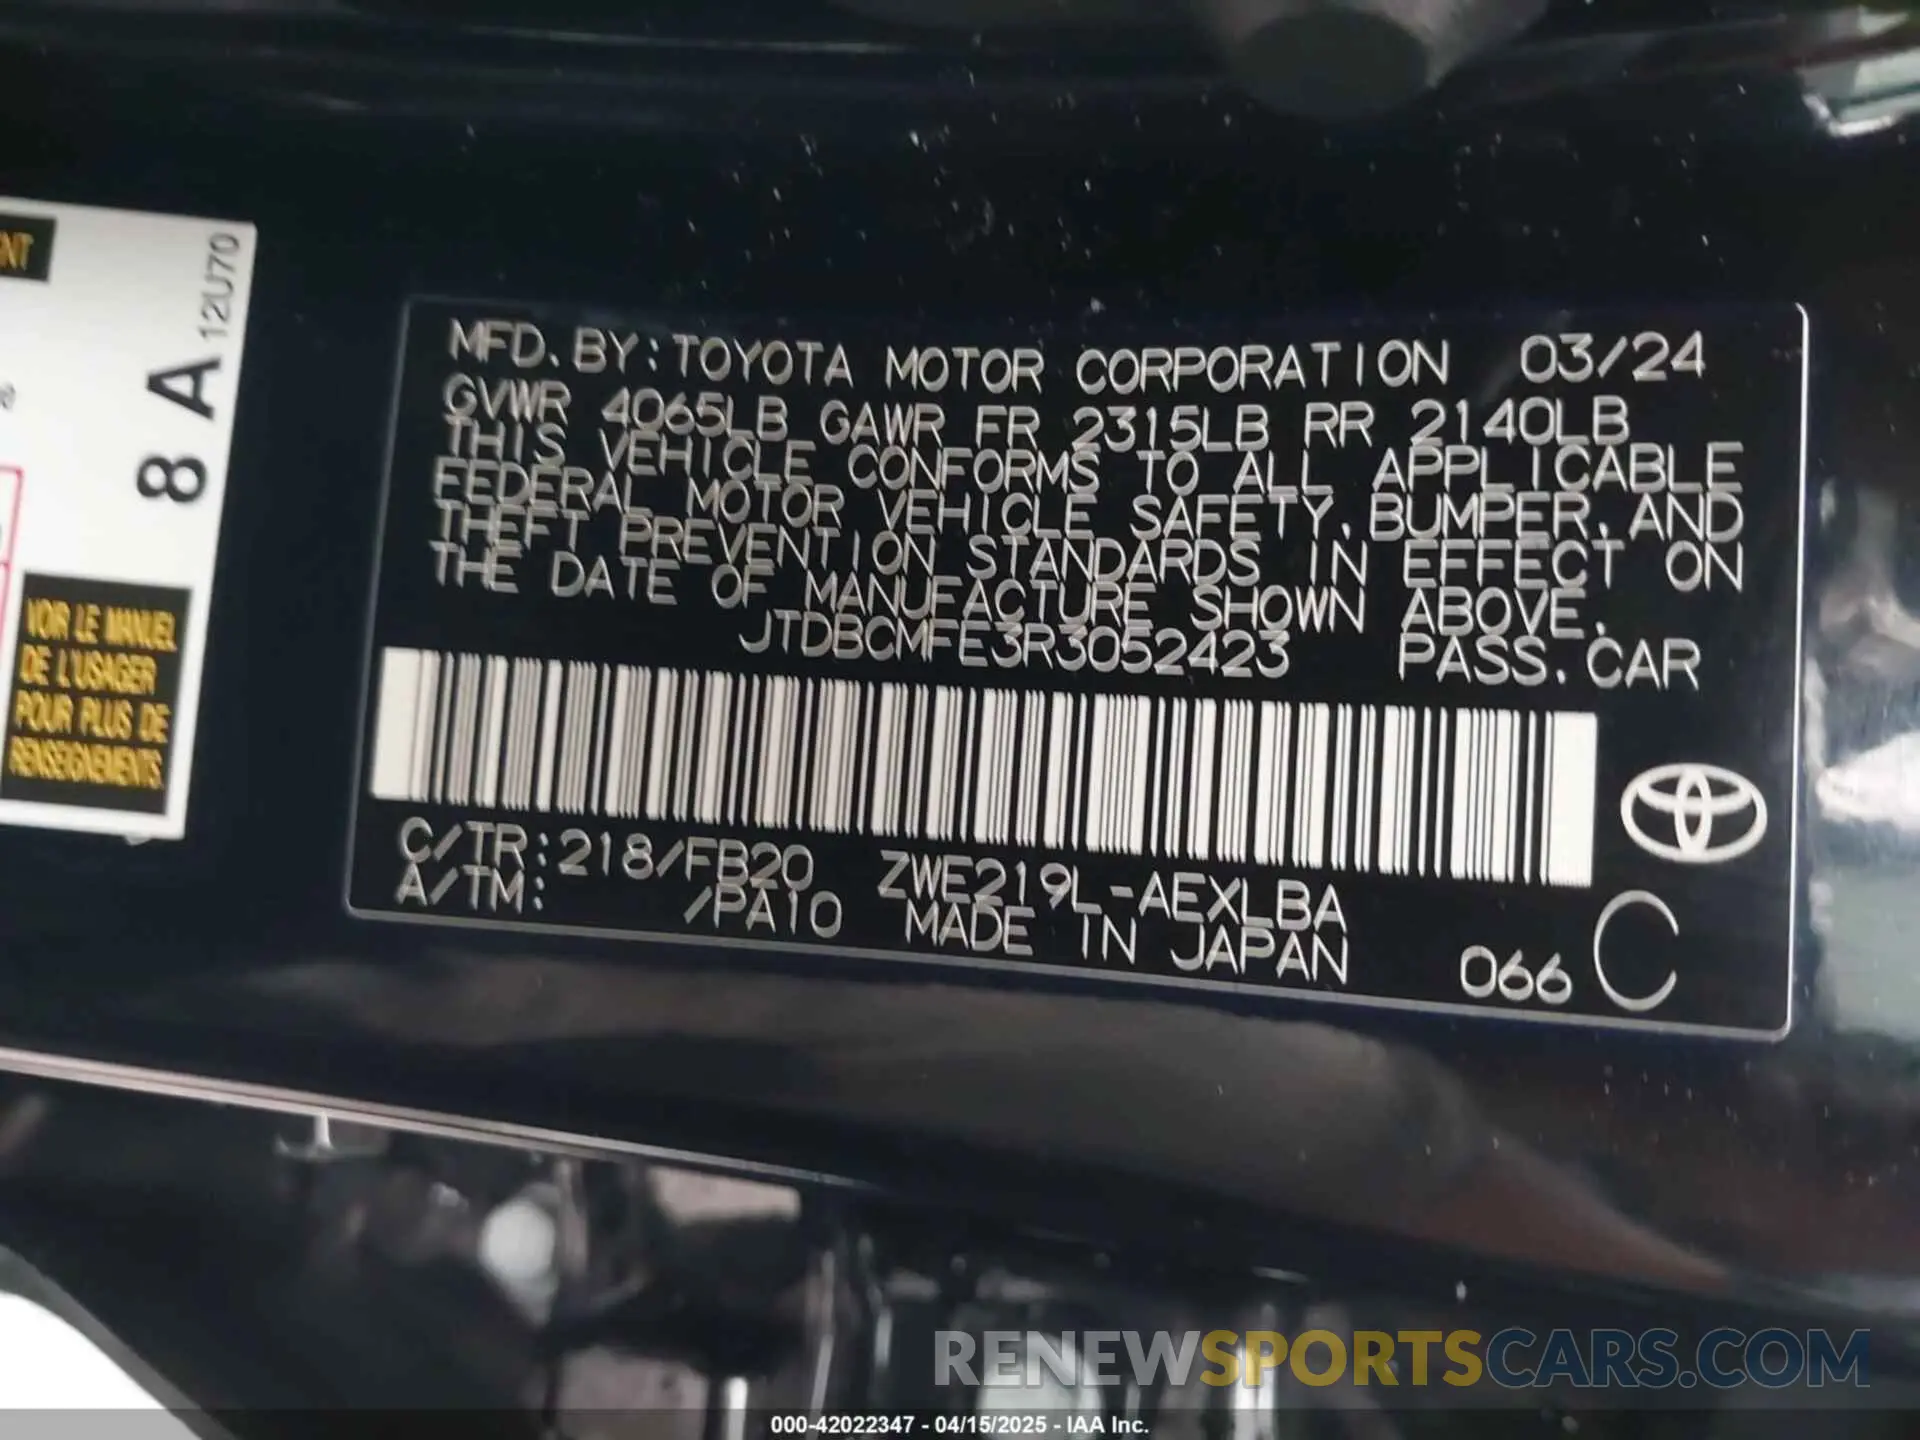 MFD. BY: TOYOTA MOTOR CORPORATION 03/24
GVWR 4065LB GAWR FR 2315LB RR 2140LB
THIS VEHICLE CONFORMS TO ALL APPLICABLE
FEDERAL MOTOR VEHICLE SAFETY, BUMPER, AND
THEFT PREVENTION STANDARDS IN EFFECT ON
THE DATE OF MANUFACTURE SHOWN ABOVE.
JTDBCMFE3R3052423 PASS. CAR
C/TR: 218/FB20 ZWE219L-AEXLBA
A/TM: /PA10 MADE IN JAPAN
066 C
8 A 12U70
VOIR LE MANUEL
DE L'USAGER
POUR PLUS DE
RENSEIGNEMENTS.
RENEWSPORTSCARS.COM
000-42022347 - 04/15/2025 - IAA Inc.